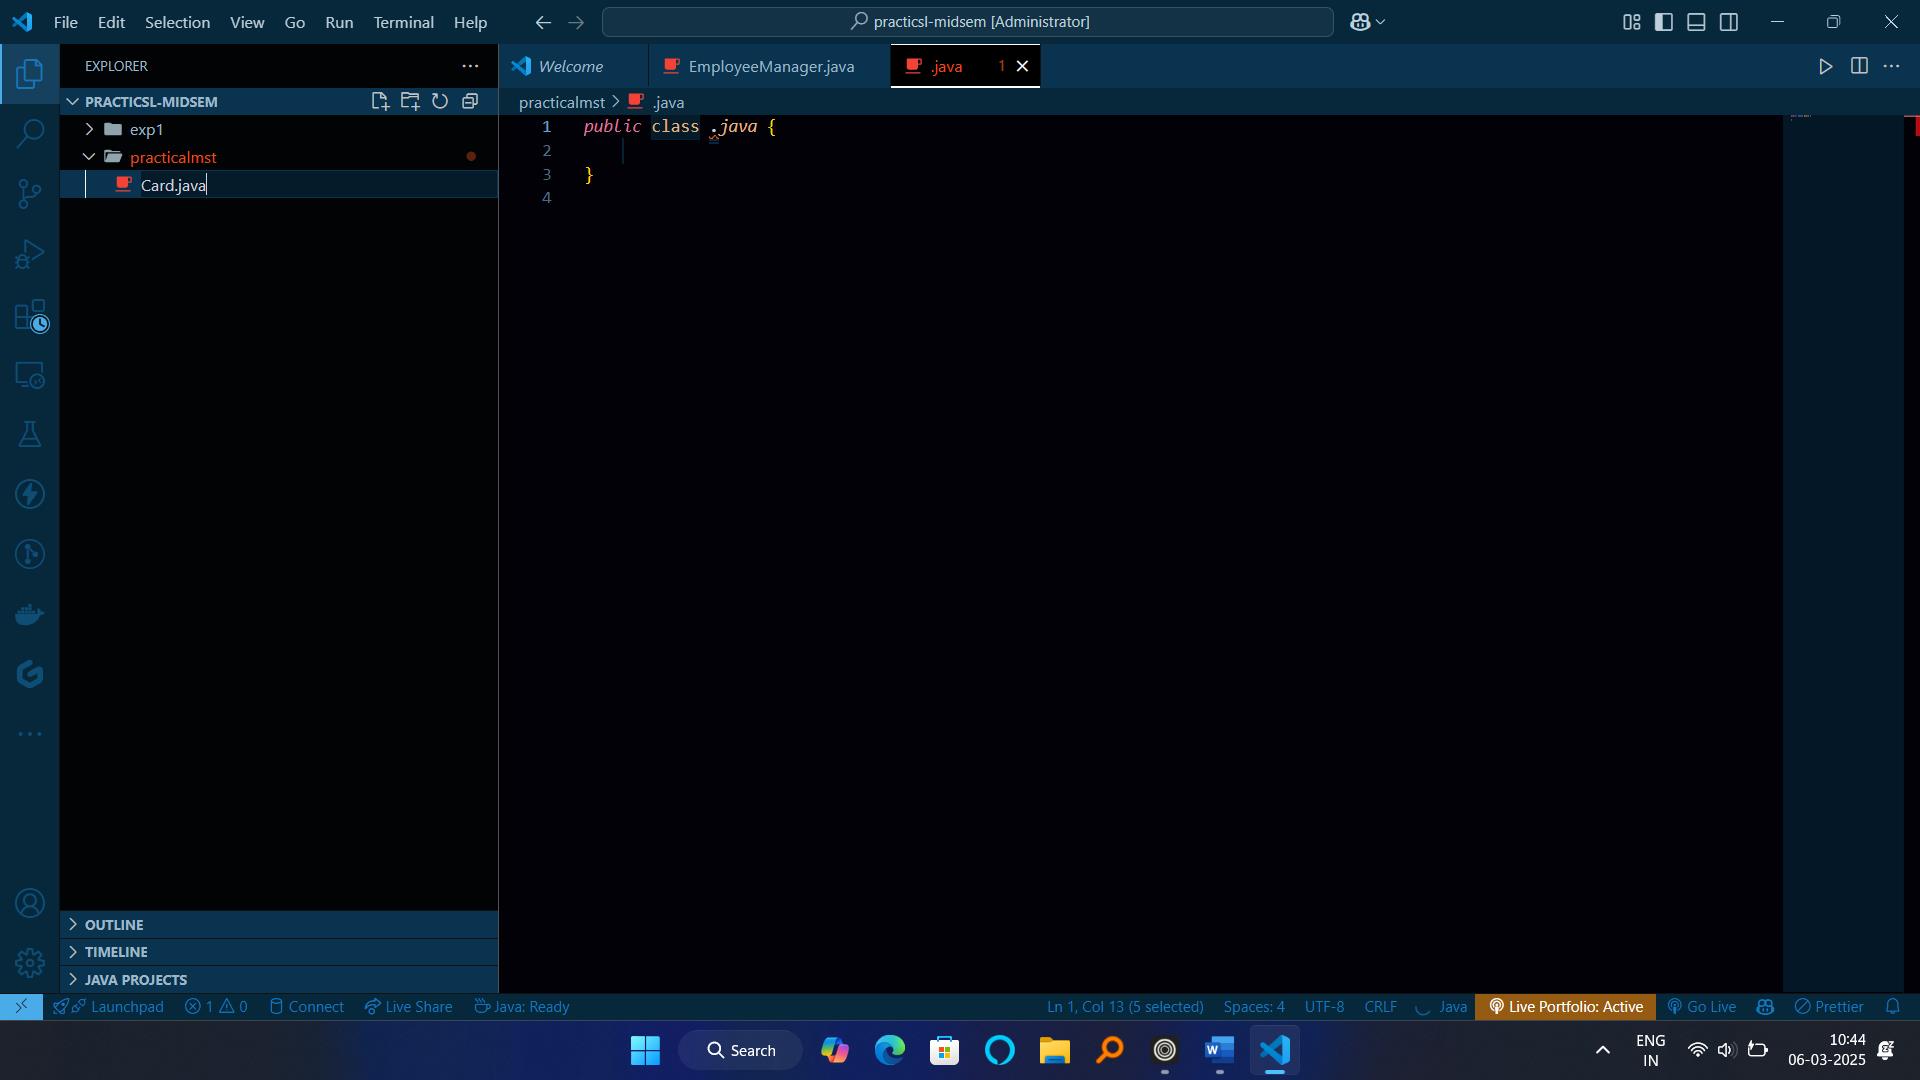 File Edit Selection View Go Run Terminal Help
practicsl-midsem [Administrator]
EXPLORER
PRACTICSL-MIDSEM
exp1
practicalmst
Card.java
Welcome
EmployeeManager.java
.java 1
practicalmst > .java
1 public class .java {
2
3 }
4
OUTLINE
TIMELINE
JAVA PROJECTS
Launchpad 1 0 Connect Live Share Java: Ready
Ln 1, Col 13 (5 selected) Spaces: 4 UTF-8 CRLF Java Live Portfolio: Active Go Live Prettier
Search
ENG
IN
10:44
06-03-2025